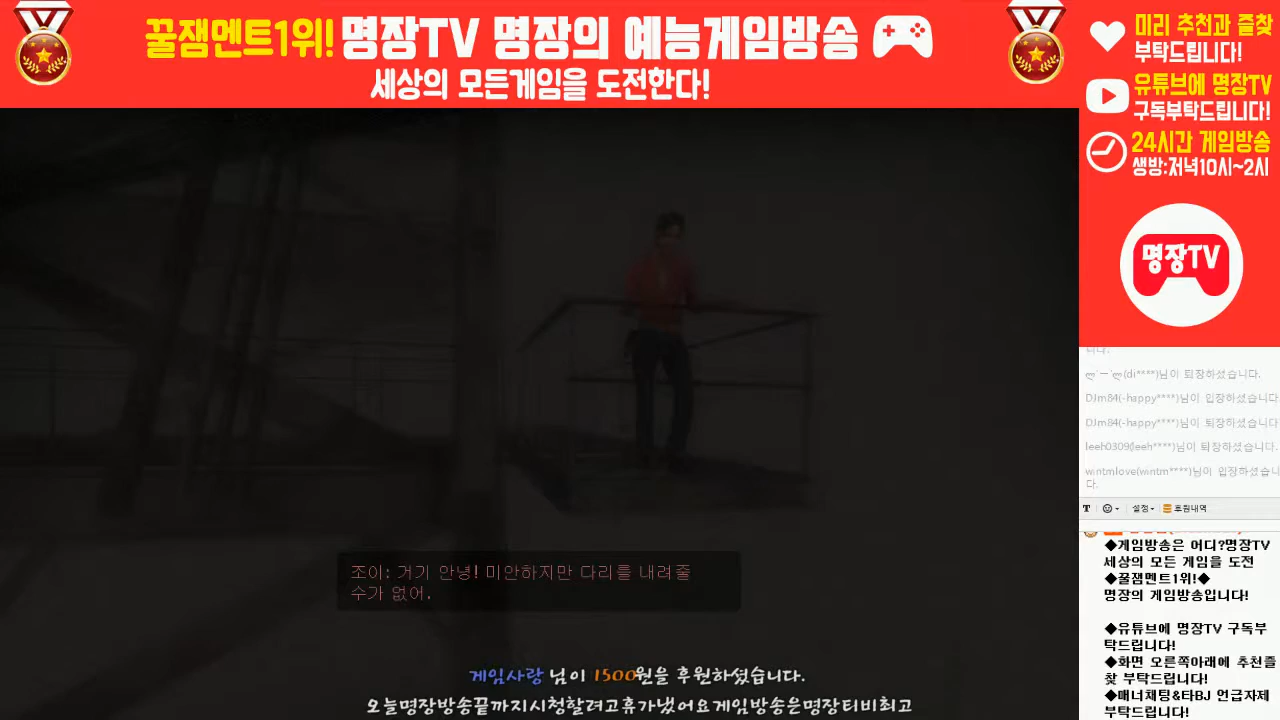 꿀잼멘트1위! 명장TV 명장의 예능게임방송
세상의 모든게임을 도전한다!
미리 추천과 즐찾
부탁드립니다!
유튜브에 명장TV
구독부탁드립니다!
24시간 게임방송
생방:저녁10시~2시
명장TV
니다.
ლ˙ー˙ლ(di****)님이 퇴장하셨습니다.
DJm84(-happy****)님이 입장하셨습니다
DJm84(-happy****)님이 퇴장하셨습니다
leeh0309(leeh****)님이 퇴장하셨습니다.
wintmlove(wintm****)님이 입장하셨습니
다.
T 설정 후원내역
◆게임방송은 어디?명장TV
세상의 모든 게임을 도전
◆꿀잼멘트1위!◆
명장의 게임방송입니다!
◆유튜브에 명장TV 구독부
탁드립니다!
◆화면 오른쪽아래에 추천즐
찾 부탁드립니다!
◆매너채팅&타BJ 언급자제
부탁드립니다!
조이: 거기 안녕! 미안하지만 다리를 내려줄
수가 없어.
게임사랑 님이 1500원을 후원하셨습니다.
오늘명장방송끝까지시청할려고휴가냈어요게임방송은명장티비최고